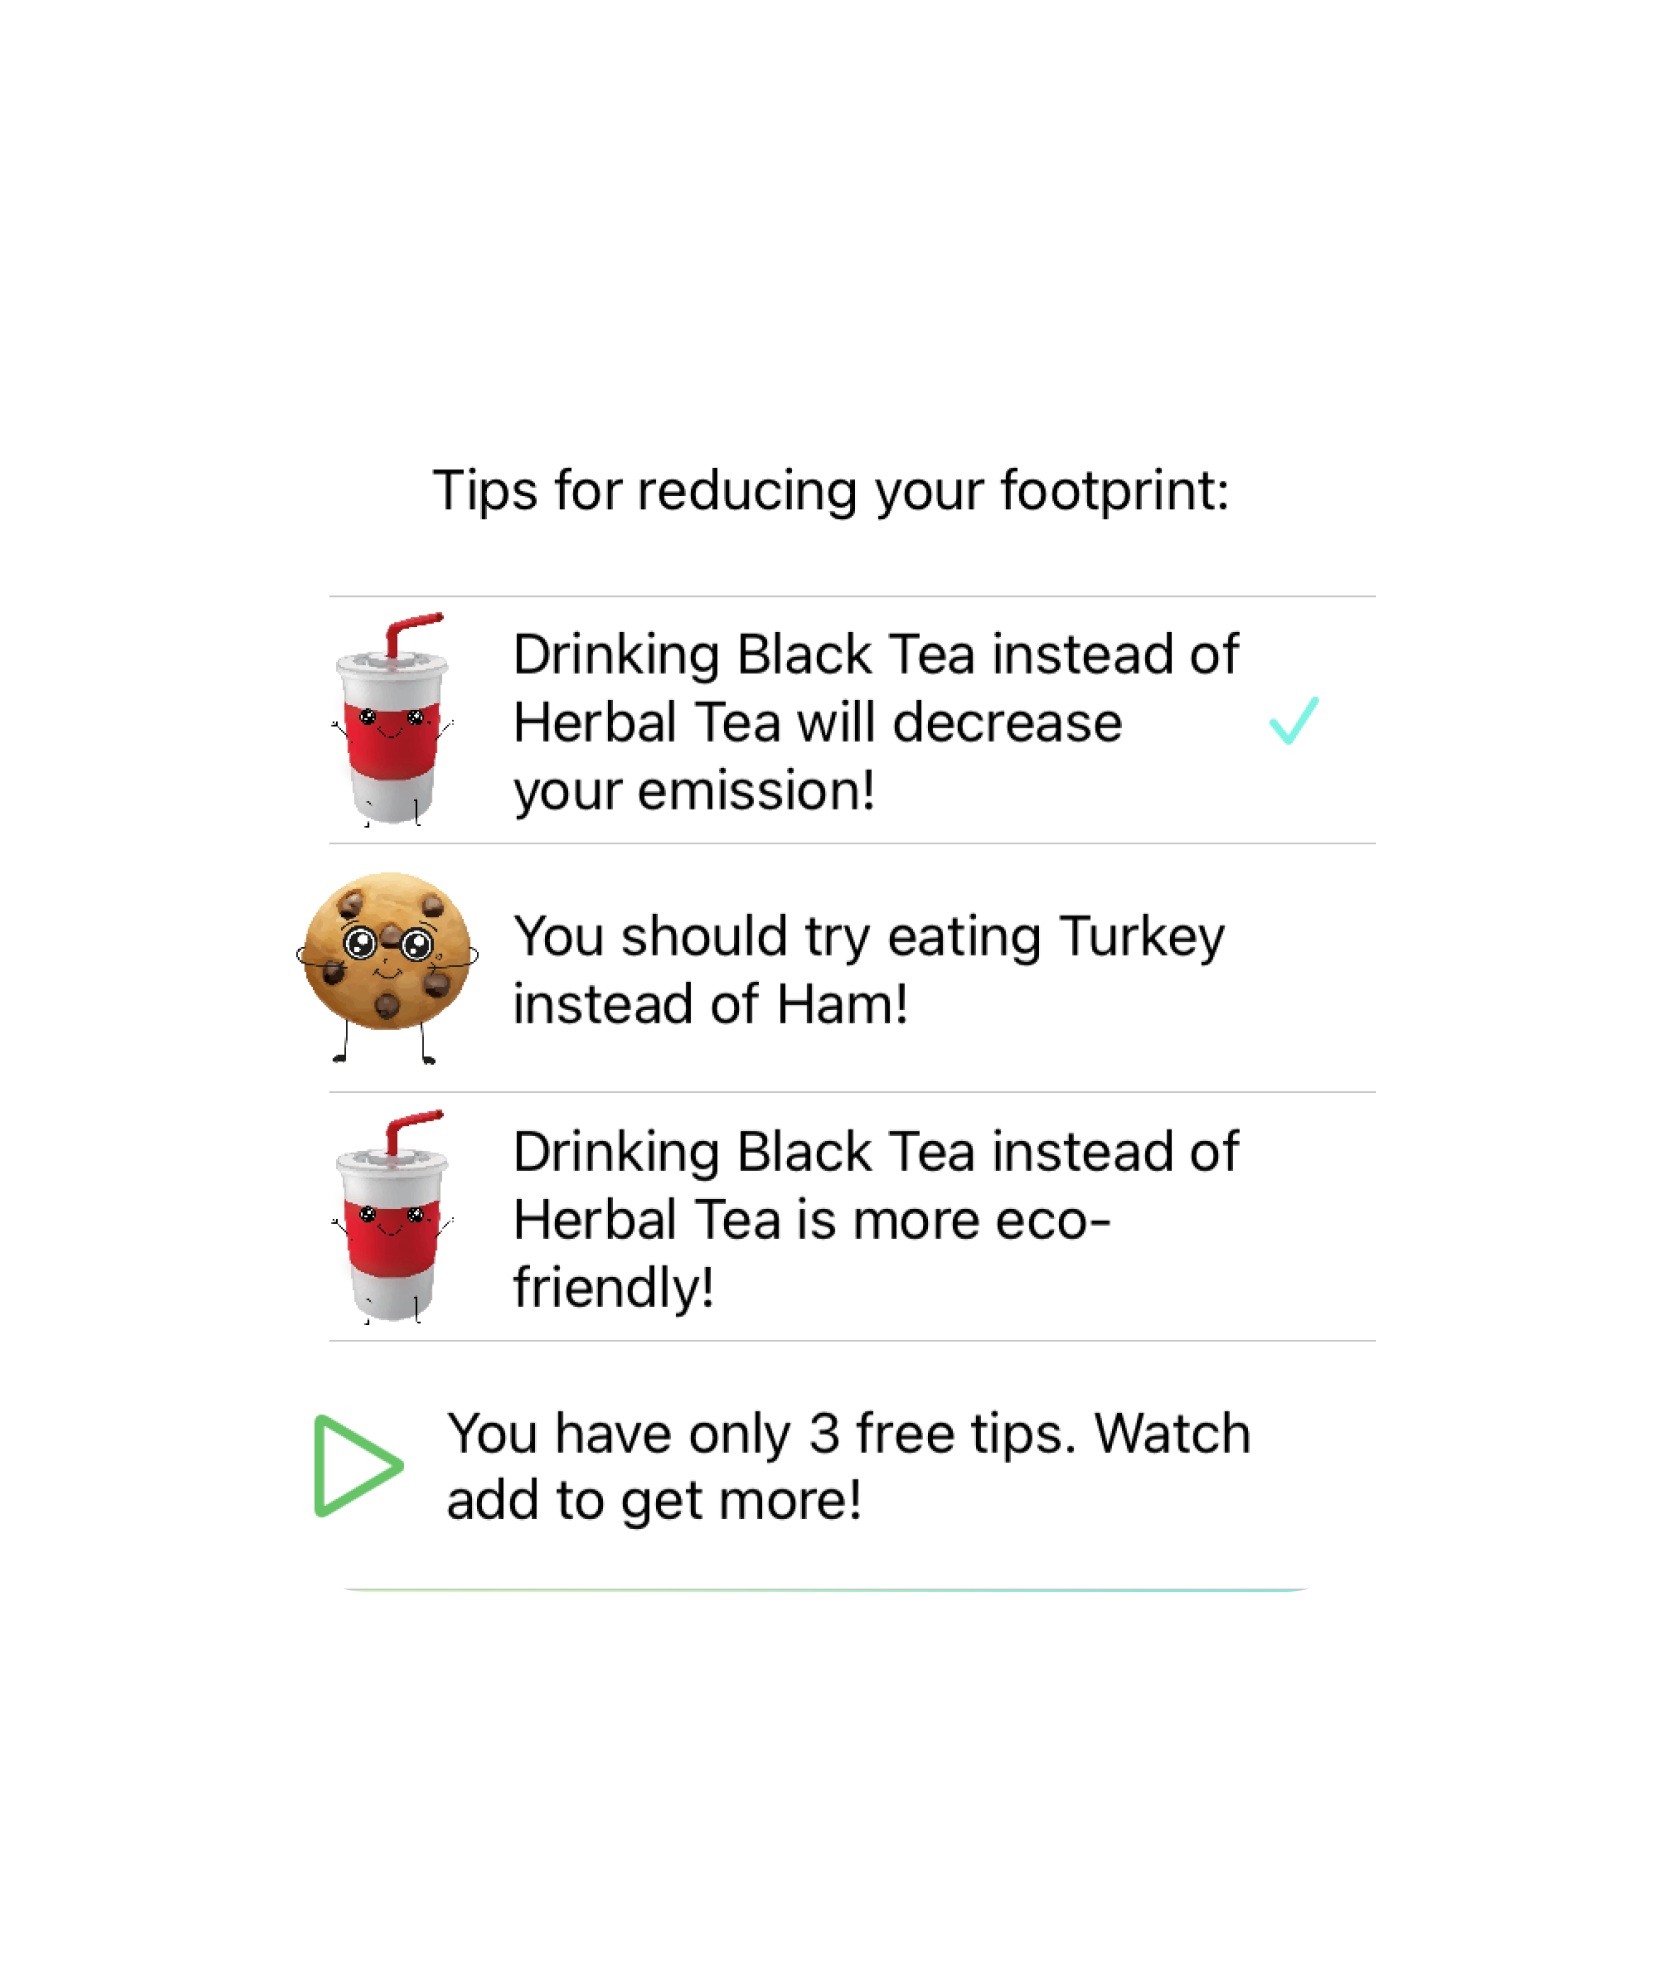 Tips for reducing your footprint:
Drinking Black Tea instead of
Herbal Tea will decrease
your emission!
You should try eating Turkey
instead of Ham!
Drinking Black Tea instead of
Herbal Tea is more eco-
friendly!
You have only 3 free tips. Watch
add to get more!